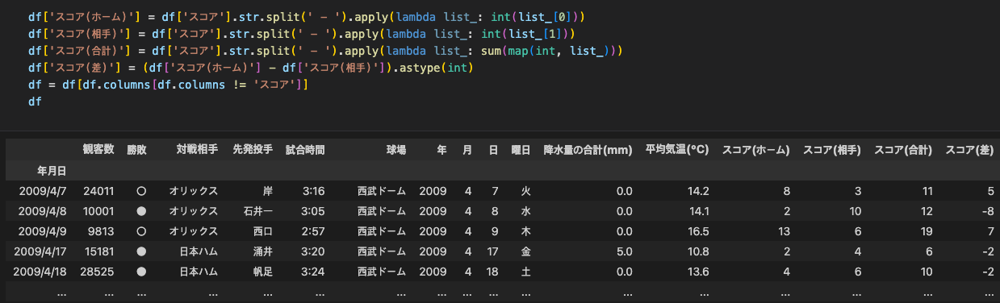 df['スコア(ホーム)'] = df['スコア'].str.split(' - ').apply(lambda list_: int(list_[0]))
df['スコア(相手)'] = df['スコア'].str.split(' - ').apply(lambda list_: int(list_[1]))
df['スコア(合計)'] = df['スコア'].str.split(' - ').apply(lambda list_: sum(map(int, list_)))
df['スコア(差)'] = (df['スコア(ホーム)'] - df['スコア(相手)']).astype(int)
df = df[df.columns[df.columns != 'スコア']]
df
観客数 勝敗 対戦相手 先発投手 試合時間 球場 年 月 日 曜日 降水量の合計(mm) 平均気温(℃) スコア(ホーム) スコア(相手) スコア(合計) スコア(差)
年月日
2009/4/7 24011 ○ オリックス 岸 3:16 西武ドーム 2009 4 7 火 0.0 14.2 8 3 11 5
2009/4/8 10001 ● オリックス 石井一 3:05 西武ドーム 2009 4 8 水 0.0 14.1 2 10 12 -8
2009/4/9 9813 ○ オリックス 西口 2:57 西武ドーム 2009 4 9 木 0.0 16.5 13 6 19 7
2009/4/17 15181 ● 日本ハム 涌井 3:20 西武ドーム 2009 4 17 金 5.0 10.8 2 4 6 -2
2009/4/18 28525 ● 日本ハム 帆足 3:24 西武ドーム 2009 4 18 土 0.0 13.6 4 6 10 -2
... ... ... ... ... ... ... ... ... ... ... ... ... ... ... ... ...